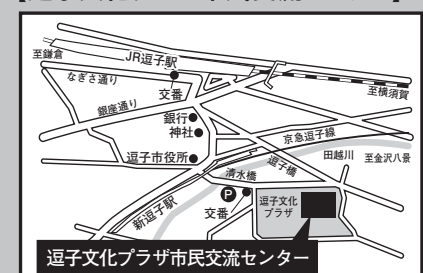 至鎌倉
JR逗子駅
なぎさ通り
交番
至横須賀
銀座通り
銀行
神社
京急逗子線
逗子市役所
田越川
至金沢八景
逗子橋
清水橋
P
新逗子駅
交番
逗子文化
プラザ
逗子文化プラザ市民交流センター